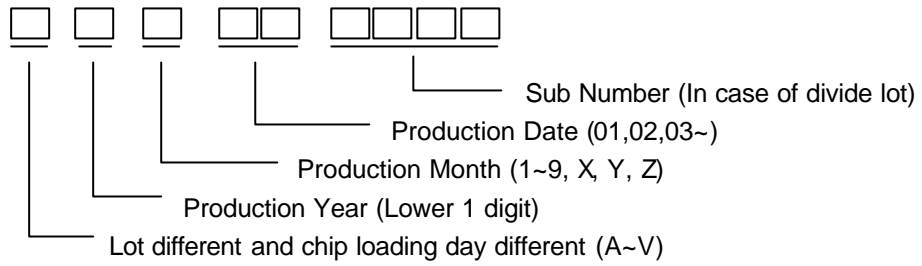 Sub Number (In case of divide lot)
Production Date (01,02,03~)
Production Month (1~9, X, Y, Z)
Production Year (Lower 1 digit)
Lot different and chip loading day different (A~V)